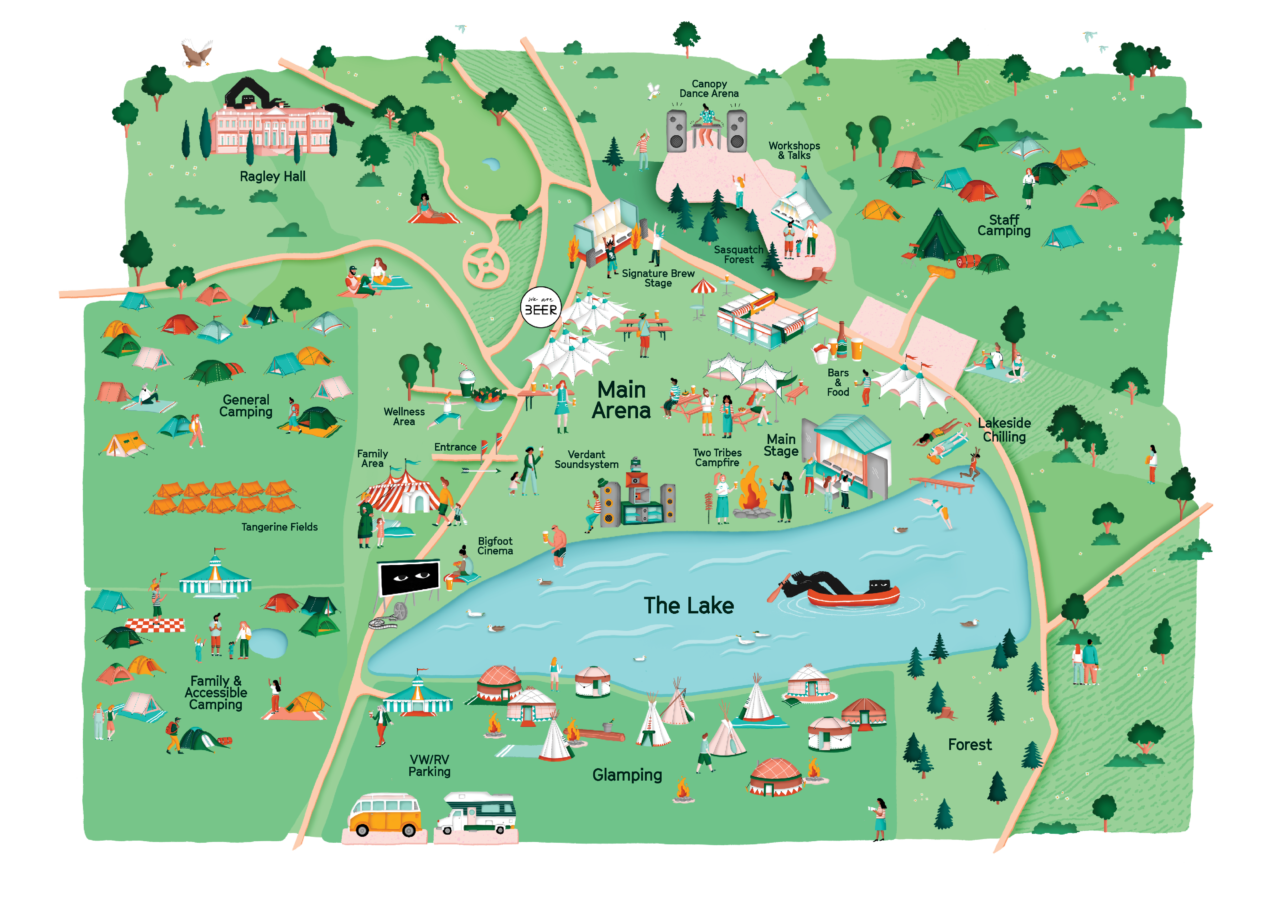 Canopy
Dance Arena
Workshops
& Talks
Ragley Hall
Staff
Camping
Sasquatch
Forest
Signature Brew
Stage
we are
BEER
Main
Arena
Bars
&
Food
General
Camping
Wellness
Area
Lakeside
Chilling
Entrance
Main
Stage
Family
Area
Verdant
Soundsystem
Two Tribes
Campfire
Tangerine Fields
Bigfoot
Cinema
The Lake
Family &
Accessible
Camping
Forest
VW/RV
Parking
Glamping